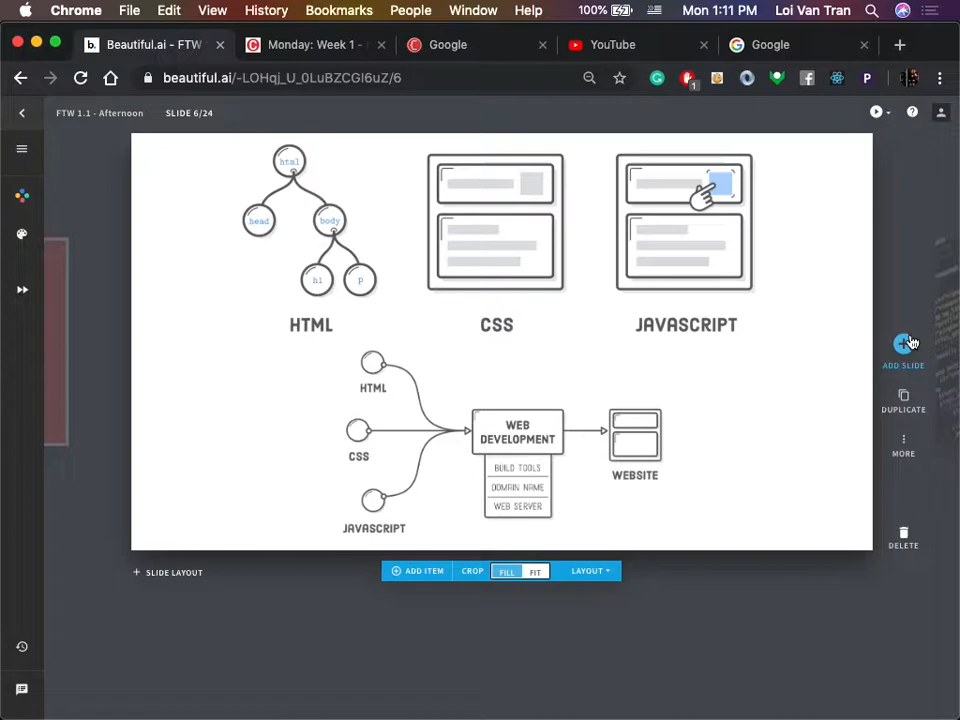 Chrome File Edit View History Bookmarks People Window Help 100% Mon 1:11 PM Loi Van Tran
b. Beautiful.ai - FTW Monday: Week 1 - Google YouTube Google
beautiful.ai/-LOHqj_U_0LuBZCGl6uZ/6
1
FTW 1.1 - Afternoon SLIDE 6/24
html
head body
h1 p
HTML CSS JAVASCRIPT
HTML
CSS
JAVASCRIPT
WEB
DEVELOPMENT
BUILD TOOLS
DOMAIN NAME
WEB SERVER
WEBSITE
ADD SLIDE
DUPLICATE
MORE
DELETE
+ SLIDE LAYOUT
ADD ITEM CROP FILL FIT LAYOUT